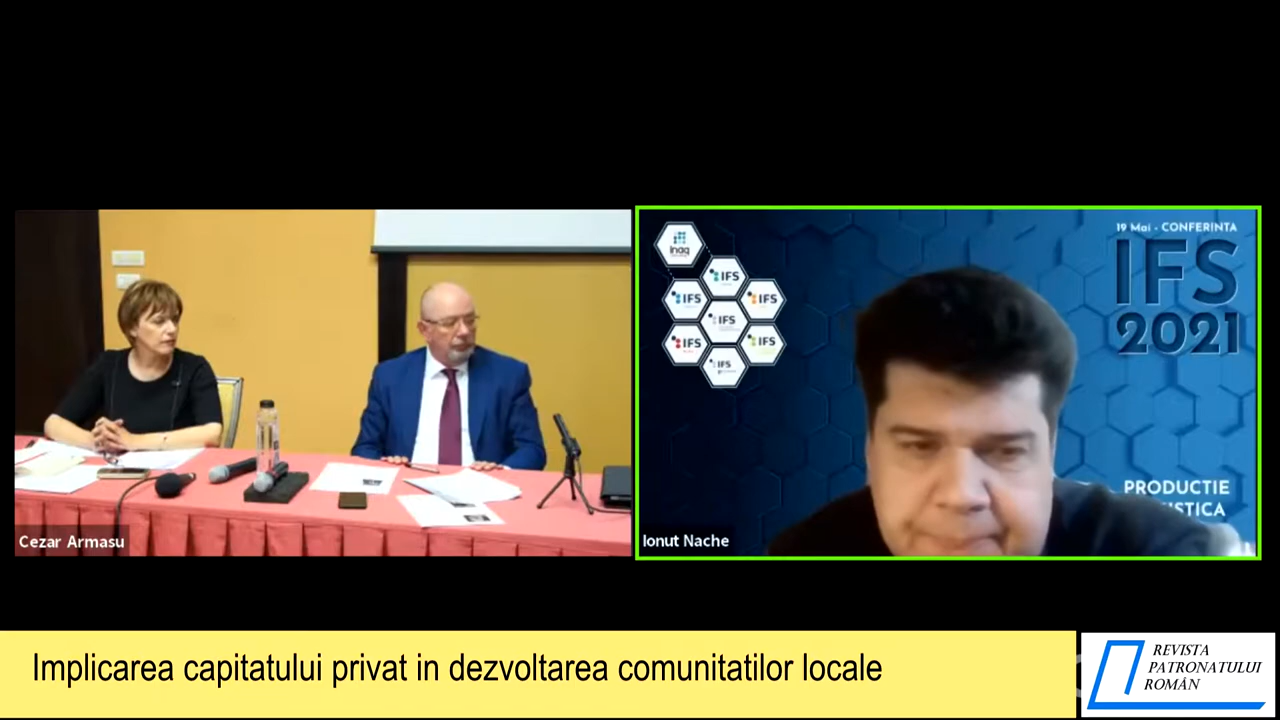 19 Mai - CONFERINTA
IFS
2021
inaq
IFS
IFS
IFS
IFS
IFS
IFS
IFS
PRODUCTIE
Cezar Armasu
Ionut Nache
Implicarea capitatului privat in dezvoltarea comunitatilor locale
REVISTA
PATRONATULUI
ROMÂN